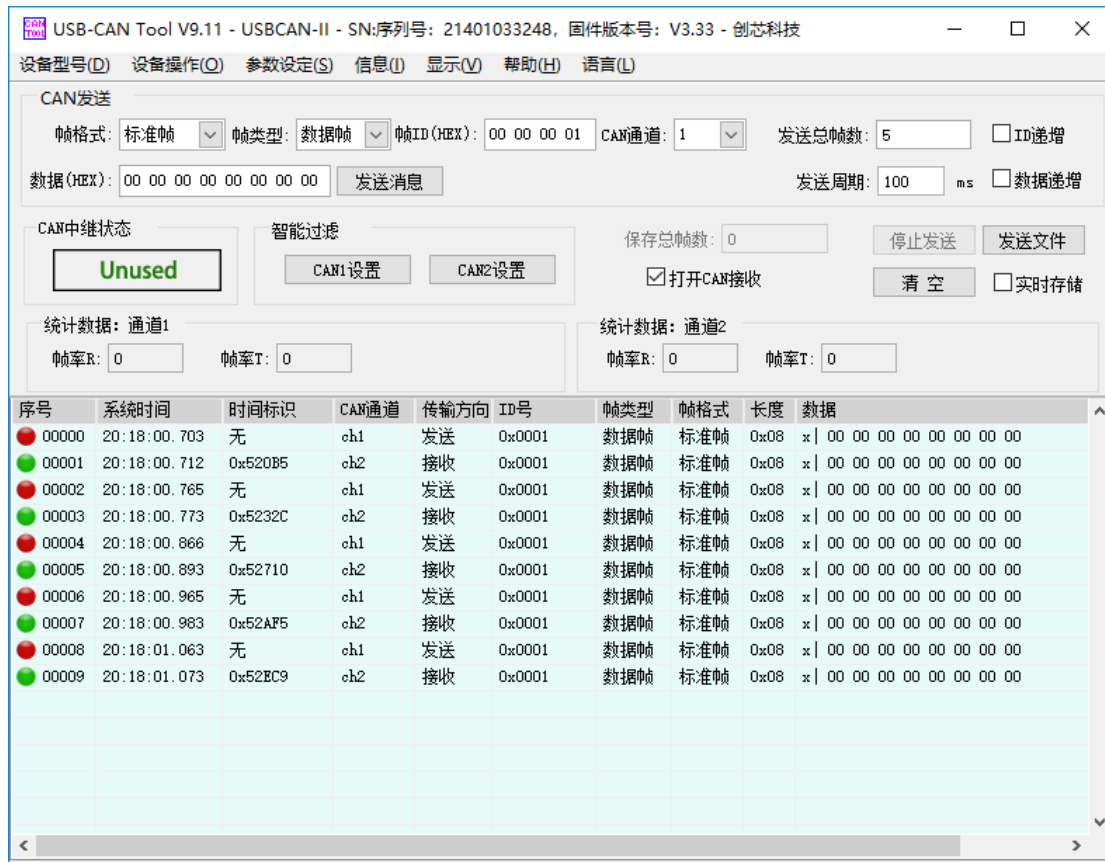 CAN TOOL USB-CAN Tool V9.11 - USBCAN-II - SN:序列号：21401033248，固件版本号：V3.33 - 创芯科技
设备型号(D) 设备操作(O) 参数设定(S) 信息(I) 显示(V) 帮助(H) 语言(L)
CAN发送
帧格式: 标准帧 帧类型: 数据帧 帧ID(HEX): 00 00 00 01 CAN通道: 1 发送总帧数: 5 ID递增
数据(HEX): 00 00 00 00 00 00 00 00 发送消息 发送周期: 100 ms 数据递增
CAN中继状态 智能过滤
保存总帧数: 0 停止发送 发送文件
Unused CAN1设置 CAN2设置
打开CAN接收 清 空 实时存储
统计数据: 通道1 统计数据: 通道2
帧率R: 0 帧率T: 0 帧率R: 0 帧率T: 0
序号 系统时间 时间标识 CAN通道 传输方向 ID号 帧类型 帧格式 长度 数据
00000 20:18:00.703 无 ch1 发送 0x0001 数据帧 标准帧 0x08 x| 00 00 00 00 00 00 00 00
00001 20:18:00.712 0x520B5 ch2 接收 0x0001 数据帧 标准帧 0x08 x| 00 00 00 00 00 00 00 00
00002 20:18:00.765 无 ch1 发送 0x0001 数据帧 标准帧 0x08 x| 00 00 00 00 00 00 00 00
00003 20:18:00.773 0x5232C ch2 接收 0x0001 数据帧 标准帧 0x08 x| 00 00 00 00 00 00 00 00
00004 20:18:00.866 无 ch1 发送 0x0001 数据帧 标准帧 0x08 x| 00 00 00 00 00 00 00 00
00005 20:18:00.893 0x52710 ch2 接收 0x0001 数据帧 标准帧 0x08 x| 00 00 00 00 00 00 00 00
00006 20:18:00.965 无 ch1 发送 0x0001 数据帧 标准帧 0x08 x| 00 00 00 00 00 00 00 00
00007 20:18:00.983 0x52AF5 ch2 接收 0x0001 数据帧 标准帧 0x08 x| 00 00 00 00 00 00 00 00
00008 20:18:01.063 无 ch1 发送 0x0001 数据帧 标准帧 0x08 x| 00 00 00 00 00 00 00 00
00009 20:18:01.073 0x52EC9 ch2 接收 0x0001 数据帧 标准帧 0x08 x| 00 00 00 00 00 00 00 00